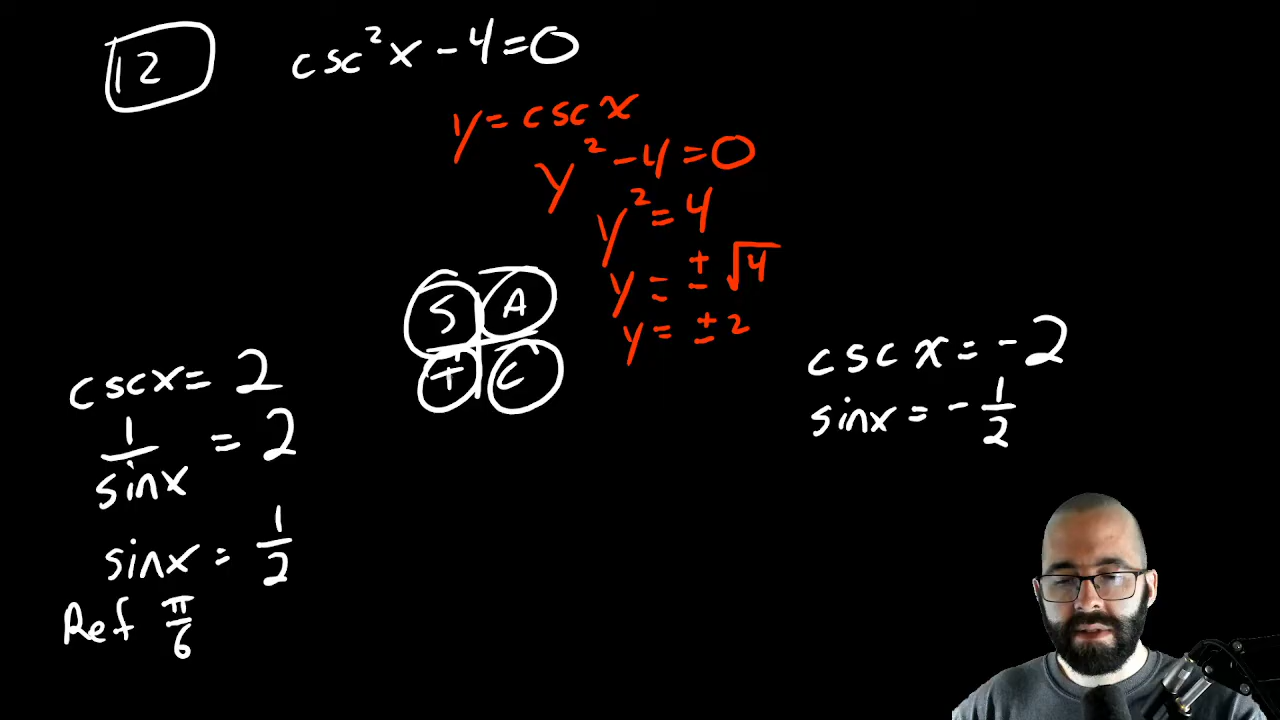 12
csc²x - 4 = 0
y = csc x
y² - 4 = 0
y² = 4
y = ± √4
y = ± 2
S A
T C
csc x = 2
1/sin x = 2
sin x = 1/2
Ref π/6
csc x = -2
sin x = - 1/2